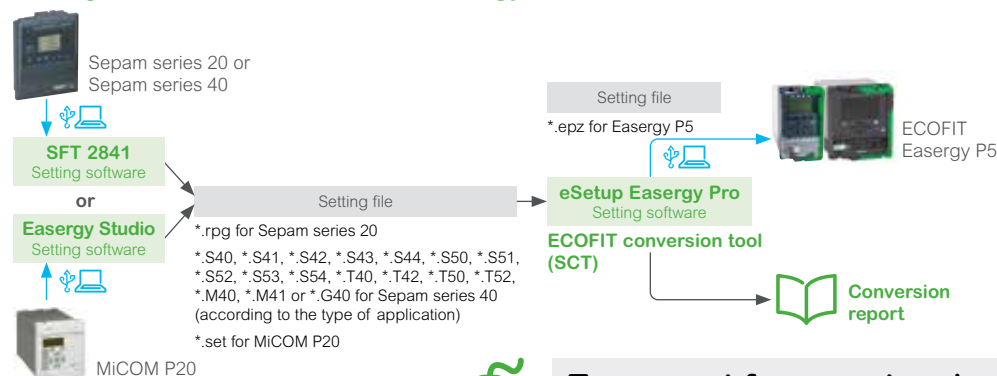 Sepam series 20 or
Sepam series 40
SFT 2841
Setting software
or
Easergy Studio
Setting software
MiCOM P20
Setting file
*.rpg for Sepam series 20
*.S40, *.S41, *.S42, *.S43, *.S44, *.S50, *.S51,
*.S52, *.S53, *.S54, *.T40, *.T42, *.T50, *.T52,
*.M40, *.M41 or *.G40 for Sepam series 40
(according to the type of application)
*.set for MiCOM P20
Setting file
*.epz for Easergy P5
eSetup Easergy Pro
Setting software
ECOFIT conversion tool
(SCT)
ECOFIT
Easergy P5
Conversion
report